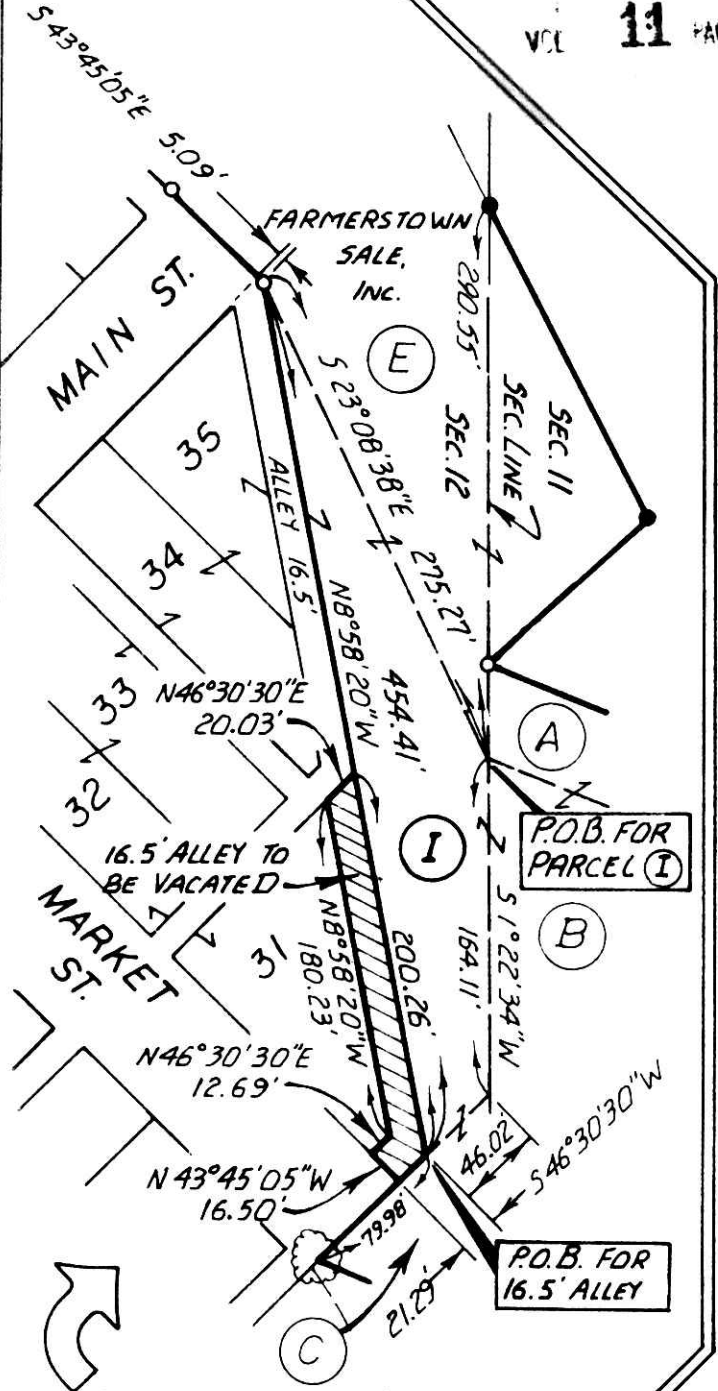 VOL 11 PA
S 43°45'05"E 5.09'
FARMERSTOWN
SALE,
INC.
MAIN ST.
E
290.55'
SEC. 11
SEC. LINE
SEC. 12
35
ALLEY 16.5'
S 23°08'38"E 275.27'
34
N8°58'20"W
454.41'
33
N46°30'30"E
20.03'
A
32
P.O.B. FOR
PARCEL I
16.5' ALLEY TO
BE VACATED
I
MARKET
ST.
31
N8°58'20"W
180.23'
200.26'
164.11'
S 1°22'34" W
B
N46°30'30"E
12.69'
46.02'
S 46°30'30"W
N 43°45'05"W
16.50'
79.98'
21.29'
P.O.B. FOR
16.5' ALLEY
C